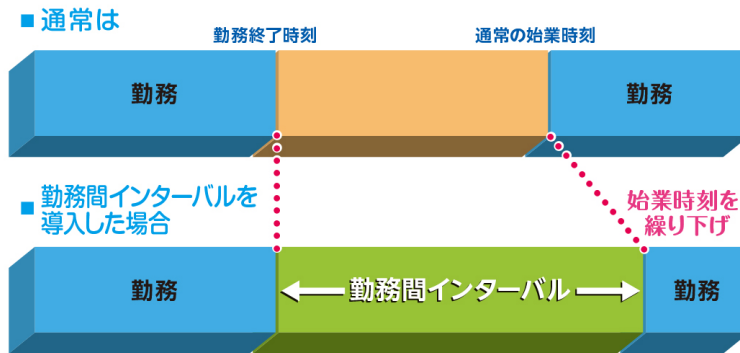 ■ 通常は
勤務終了時刻
通常の始業時刻
勤務
勤務
■ 勤務間インターバルを
導入した場合
始業時刻を
繰り下げ
勤務
勤務間インターバル
勤務